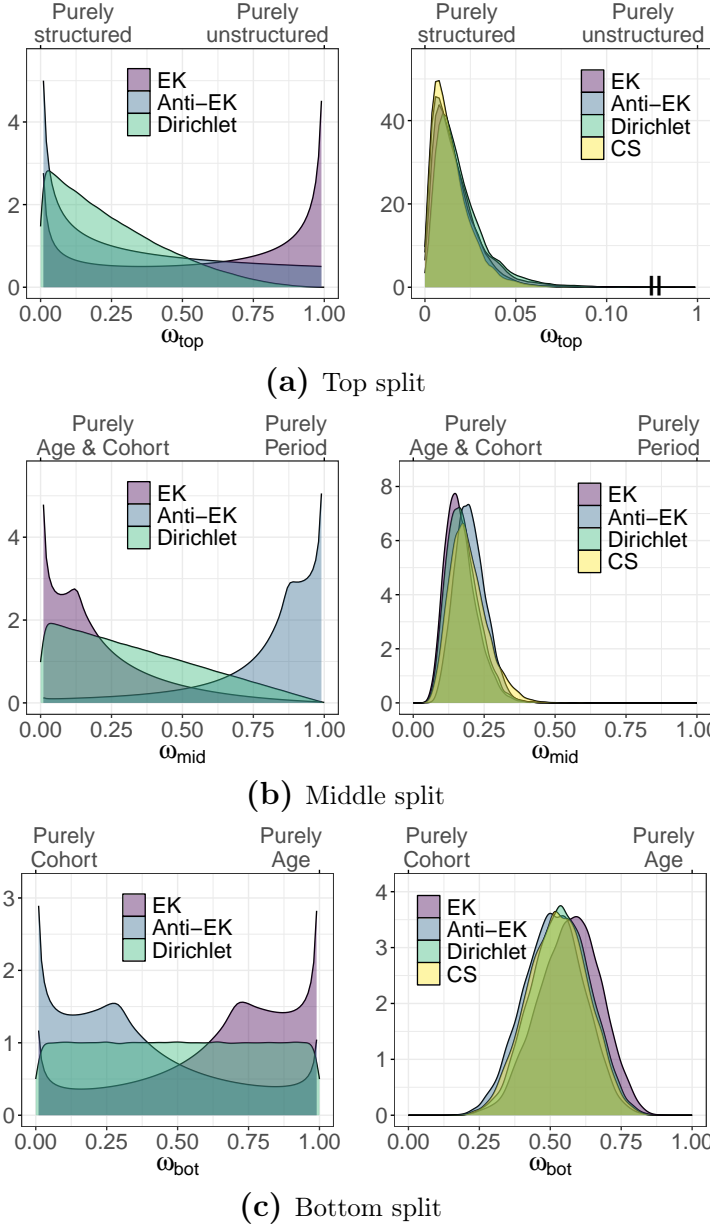 Purely structured
Purely unstructured
Purely structured
Purely unstructured
EK
Anti−EK
Dirichlet
EK
Anti−EK
Dirichlet
CS
4
2
0
40
20
0
0.00 0.25 0.50 0.75 1.00
0 0.05 0.10 1
ωtop
ωtop
(a) Top split
Purely Age & Cohort
Purely Period
Purely Age & Cohort
Purely Period
EK
Anti−EK
Dirichlet
EK
Anti−EK
Dirichlet
CS
4
2
0
8
6
4
2
0
0.00 0.25 0.50 0.75 1.00
0.00 0.25 0.50 0.75 1.00
ωmid
ωmid
(b) Middle split
Purely Cohort
Purely Age
Purely Cohort
Purely Age
EK
Anti−EK
Dirichlet
EK
Anti−EK
Dirichlet
CS
3
2
1
0
4
3
2
1
0
0.00 0.25 0.50 0.75 1.00
0.00 0.25 0.50 0.75 1.00
ωbot
ωbot
(c) Bottom split